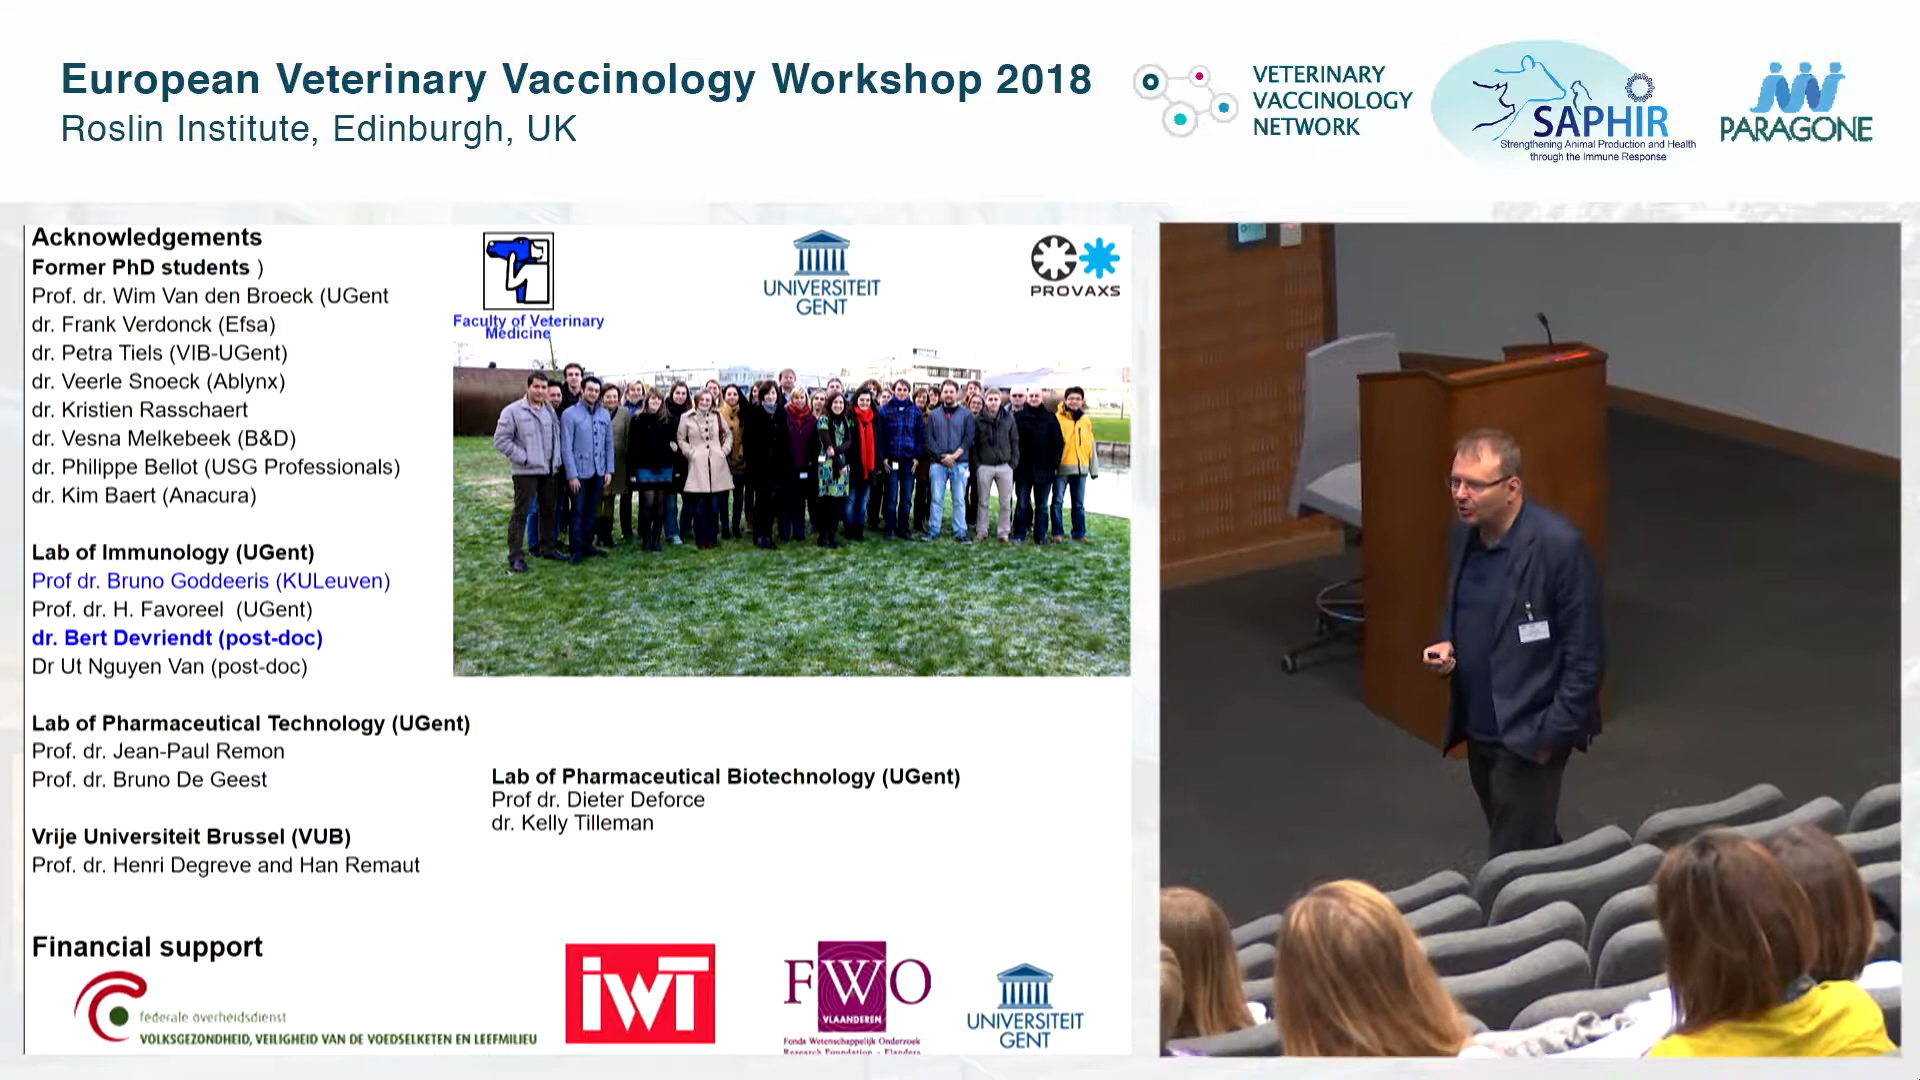 European Veterinary Vaccinology Workshop 2018
Roslin Institute, Edinburgh, UK
VETERINARY
VACCINOLOGY
NETWORK
SAPHIR
Strengthening Animal Production and Health
through the Immune Response
PARAGONE
Acknowledgements
Former PhD students )
Prof. dr. Wim Van den Broeck (UGent
dr. Frank Verdonck (Efsa)
dr. Petra Tiels (VIB-UGent)
dr. Veerle Snoeck (Ablynx)
dr. Kristien Rasschaert
dr. Vesna Melkebeek (B&D)
dr. Philippe Bellot (USG Professionals)
dr. Kim Baert (Anacura)
Lab of Immunology (UGent)
Prof dr. Bruno Goddeeris (KULeuven)
Prof. dr. H. Favoreel (UGent)
dr. Bert Devriendt (post-doc)
Dr Ut Nguyen Van (post-doc)
Lab of Pharmaceutical Technology (UGent)
Prof. dr. Jean-Paul Remon
Prof. dr. Bruno De Geest
Vrije Universiteit Brussel (VUB)
Prof. dr. Henri Degreve and Han Remaut
Faculty of Veterinary
Medicine
UNIVERSITEIT
GENT
PROVAXS
Lab of Pharmaceutical Biotechnology (UGent)
Prof dr. Dieter Deforce
dr. Kelly Tilleman
Financial support
federale overheidsdienst
VOLKSGEZONDHEID, VEILIGHEID VAN DE VOEDSELKETEN EN LEEFMILIEU
iWT
FWO
VLAANDEREN
Fonds Wetenschappelijk Onderzoek
Research Foundation – Flanders
UNIVERSITEIT
GENT